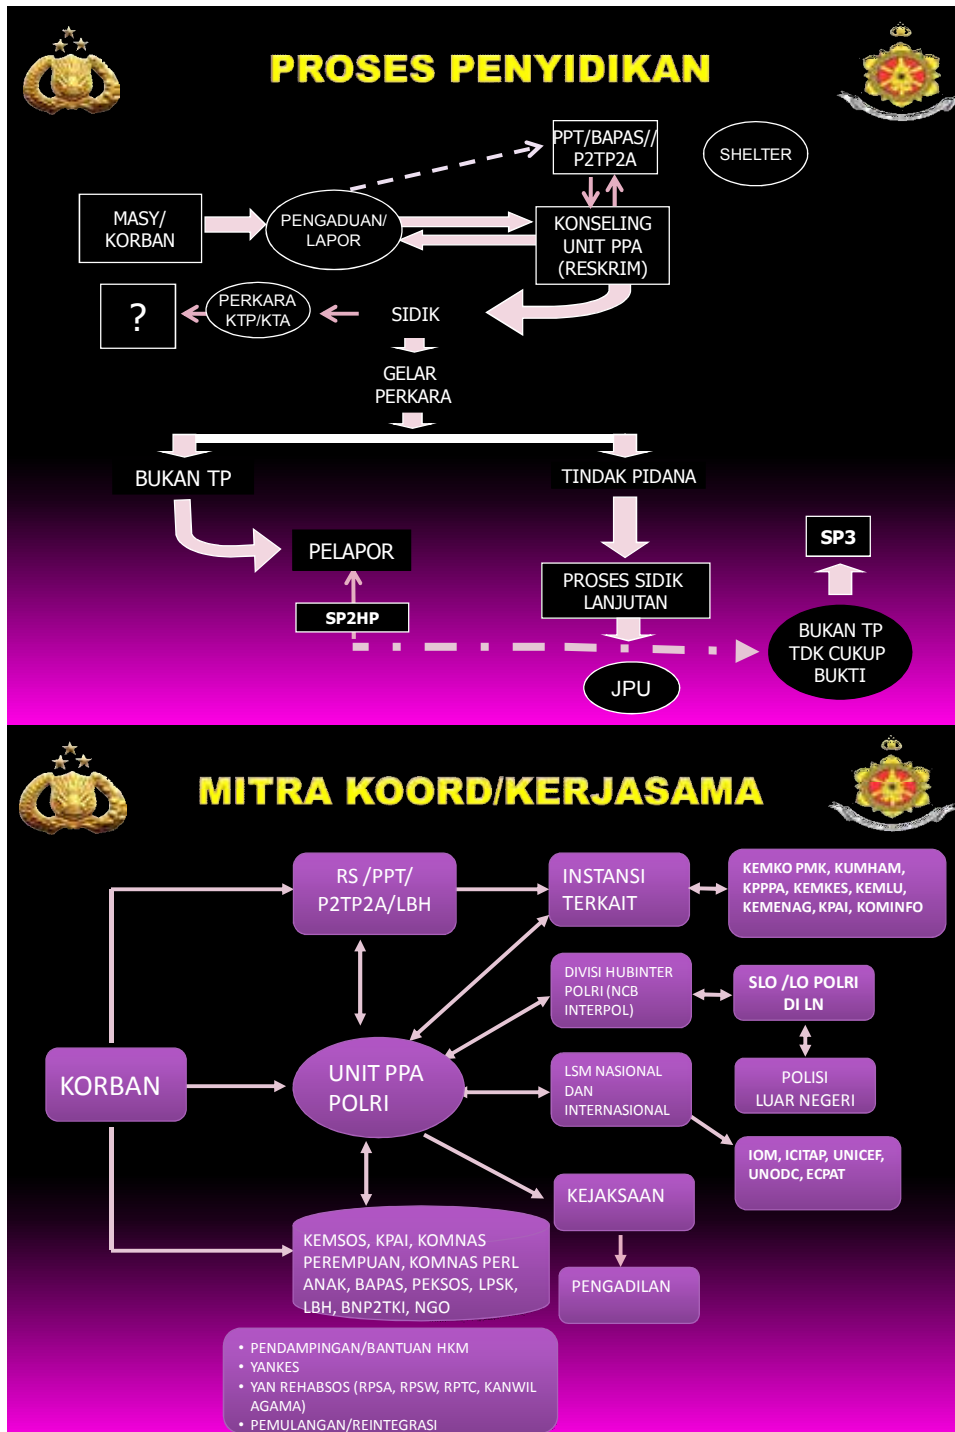 PROSES PENYIDIKAN
PPT/BAPAS//
P2TP2A
SHELTER
MASY/
KORBAN
PENGADUAN/
LAPOR
KONSELING
UNIT PPA
(RESKRIM)
?
PERKARA
KTP/KTA
SIDIK
GELAR
PERKARA
BUKAN TP
TINDAK PIDANA
PELAPOR
SP2HP
PROSES SIDIK
LANJUTAN
SP3
BUKAN TP
TDK CUKUP
BUKTI
JPU
MITRA KOORD/KERJASAMA
RS /PPT/
P2TP2A/LBH
INSTANSI
TERKAIT
KEMKO PMK, KUMHAM,
KPPPA, KEMKES, KEMLU,
KEMENAG, KPAI, KOMINFO
DIVISI HUBINTER
POLRI (NCB
INTERPOL)
SLO /LO POLRI
DI LN
KORBAN
UNIT PPA
POLRI
LSM NASIONAL
DAN
INTERNASIONAL
POLISI
LUAR NEGERI
IOM, ICITAP, UNICEF,
UNODC, ECPAT
KEJAKSAAN
KEMSOS, KPAI, KOMNAS
PEREMPUAN, KOMNAS PERL
ANAK, BAPAS, PEKSOS, LPSK,
LBH, BNP2TKI, NGO
PENGADILAN
• PENDAMPINGAN/BANTUAN HKM
• YANKES
• YAN REHABSOS (RPSA, RPSW, RPTC, KANWIL
AGAMA)
• PEMULANGAN/REINTEGRASI